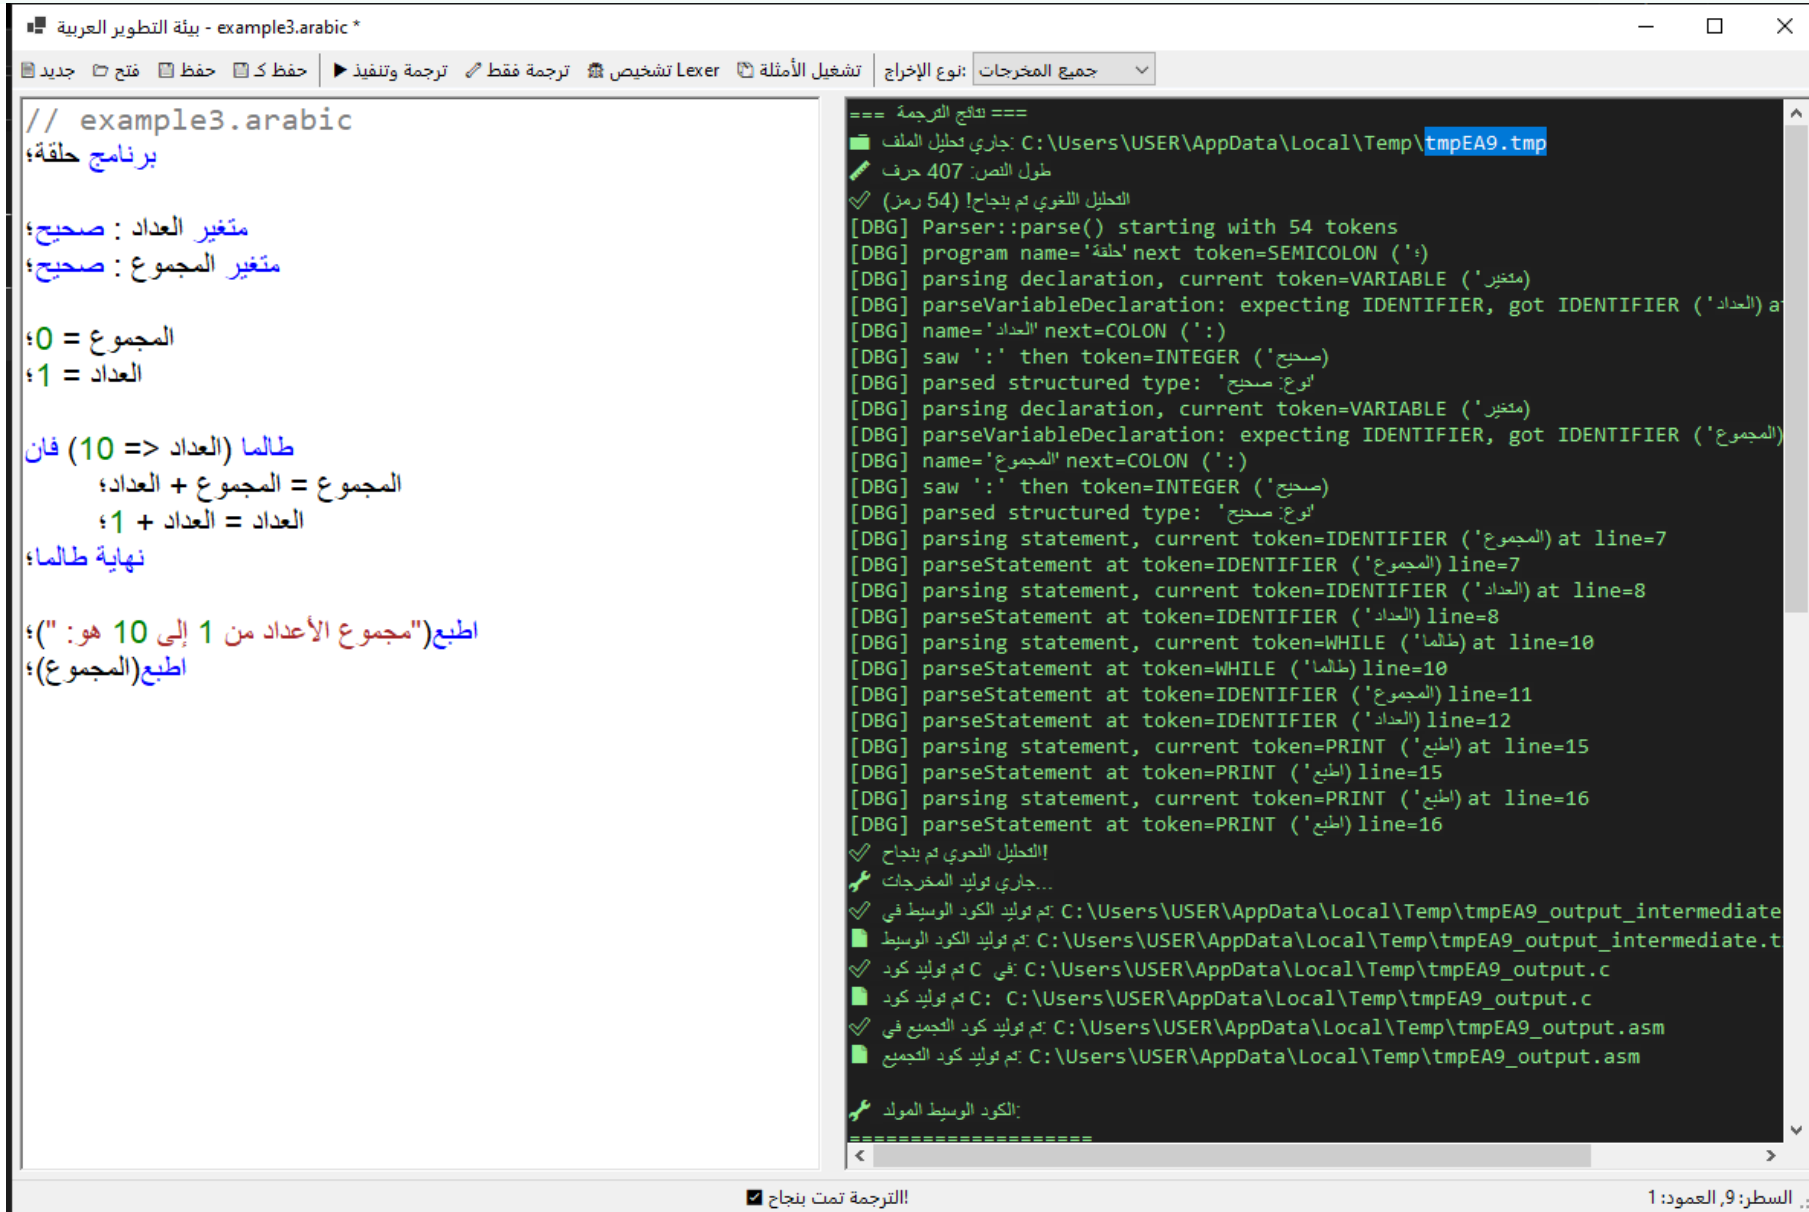 بيئة التطوير العربية - example3.arabic *
جديد فتح حفظ حفظ كـ ترجمة وتنفيذ ترجمة فقط تشخيص Lexer تشغيل الأمثلة نوع الإخراج: جميع المخرجات
// example3.arabic
برنامج حلقة؛
متغير العداد : صحيح؛
متغير المجموع : صحيح؛
المجموع = 0؛
العداد = 1؛
طالما (العداد <= 10) فان
المجموع = المجموع + العداد؛
العداد = العداد + 1؛
نهاية طالما؛
اطبع("مجموع الأعداد من 1 إلى 10 هو: ")؛
اطبع(المجموع)؛
=== نتائج الترجمة ===
جاري تحليل الملف: C:\Users\USER\AppData\Local\Temp\tmpEA9.tmp
طول النص: 407 حرف
التحليل اللغوي تم بنجاح! (54 رمز)
[DBG] Parser::parse() starting with 54 tokens
[DBG] program name='حلقة' next token=SEMICOLON ('؛')
[DBG] parsing declaration, current token=VARIABLE ('متغير')
[DBG] parseVariableDeclaration: expecting IDENTIFIER, got IDENTIFIER ('العداد') a
[DBG] name='العداد' next=COLON (':')
[DBG] saw ':' then token=INTEGER ('صحيح')
[DBG] parsed structured type: 'نوع: صحيح'
[DBG] parsing declaration, current token=VARIABLE ('متغير')
[DBG] parseVariableDeclaration: expecting IDENTIFIER, got IDENTIFIER ('المجموع')
[DBG] name='المجموع' next=COLON (':')
[DBG] saw ':' then token=INTEGER ('صحيح')
[DBG] parsed structured type: 'نوع: صحيح'
[DBG] parsing statement, current token=IDENTIFIER ('المجموع') at line=7
[DBG] parseStatement at token=IDENTIFIER ('المجموع') line=7
[DBG] parsing statement, current token=IDENTIFIER ('العداد') at line=8
[DBG] parseStatement at token=IDENTIFIER ('العداد') line=8
[DBG] parsing statement, current token=WHILE ('طالما') at line=10
[DBG] parseStatement at token=WHILE ('طالما') line=10
[DBG] parseStatement at token=IDENTIFIER ('المجموع') line=11
[DBG] parseStatement at token=IDENTIFIER ('العداد') line=12
[DBG] parsing statement, current token=PRINT ('اطبع') at line=15
[DBG] parseStatement at token=PRINT ('اطبع') line=15
[DBG] parsing statement, current token=PRINT ('اطبع') at line=16
[DBG] parseStatement at token=PRINT ('اطبع') line=16
التحليل النحوي تم بنجاح!
جاري توليد المخرجات...
تم توليد الكود الوسيط في: C:\Users\USER\AppData\Local\Temp\tmpEA9_output_intermediate
تم توليد الكود الوسيط: C:\Users\USER\AppData\Local\Temp\tmpEA9_output_intermediate.t
تم توليد كود C في: C:\Users\USER\AppData\Local\Temp\tmpEA9_output.c
تم توليد كود C: C:\Users\USER\AppData\Local\Temp\tmpEA9_output.c
تم توليد كود التجميع في: C:\Users\USER\AppData\Local\Temp\tmpEA9_output.asm
تم توليد كود التجميع: C:\Users\USER\AppData\Local\Temp\tmpEA9_output.asm
الكود الوسيط المولد:
====================
الترجمة تمت بنجاح!
السطر: 9, العمود: 1